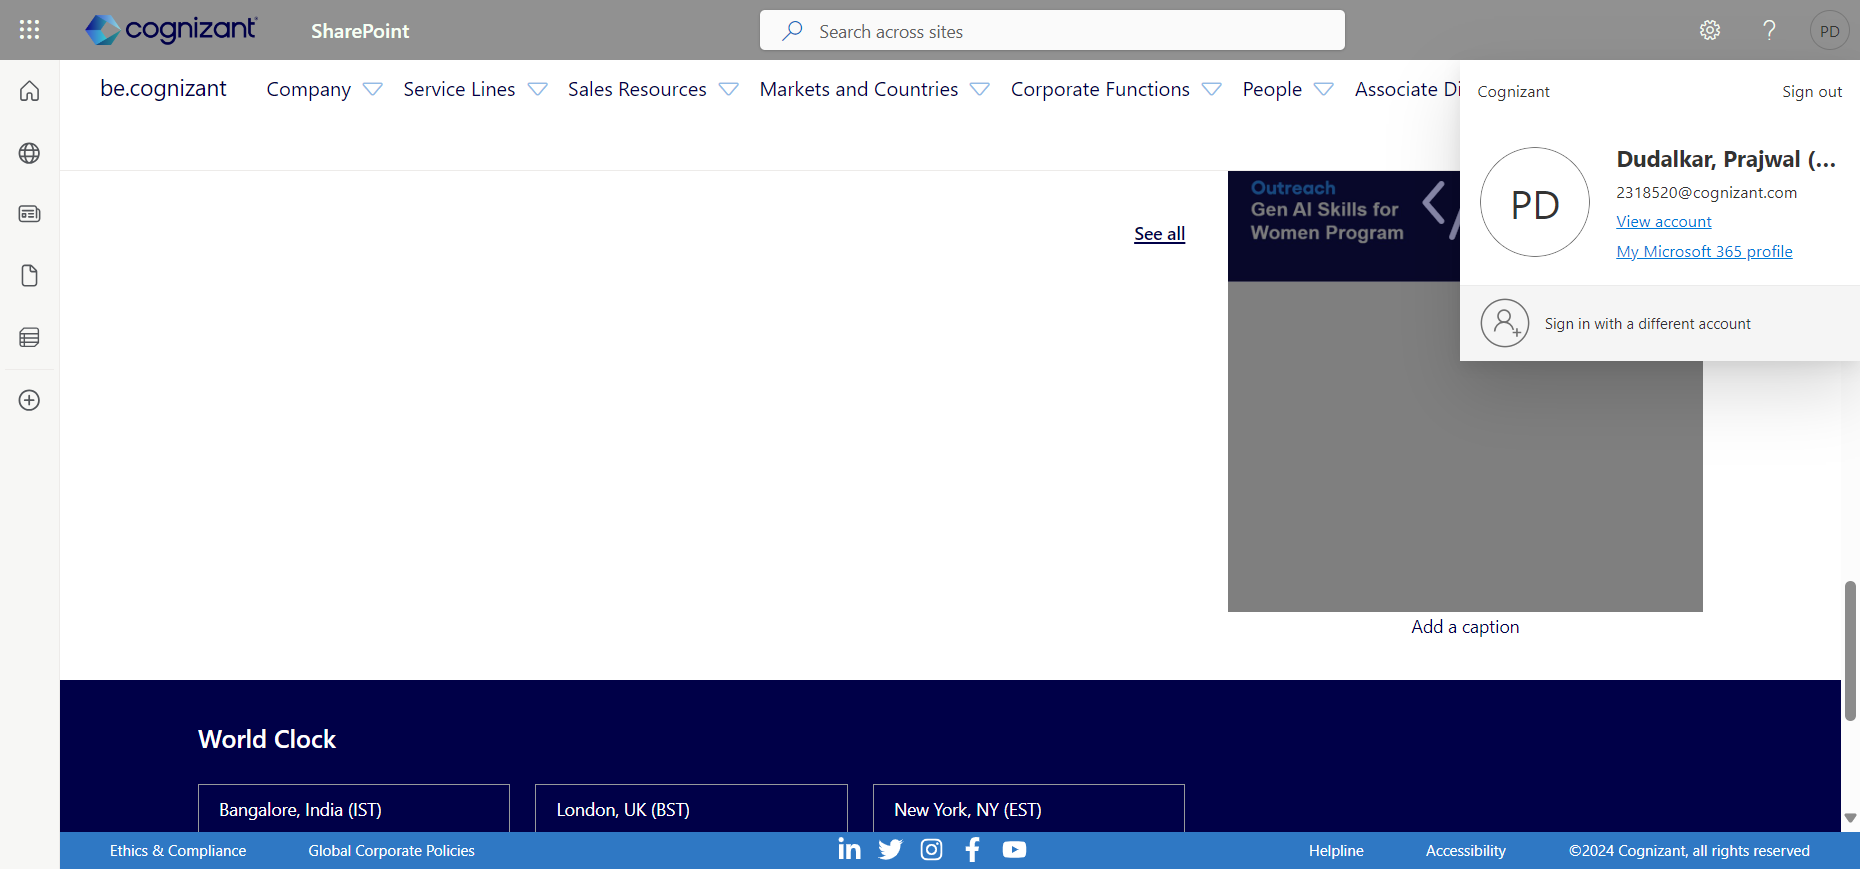 cognizant
SharePoint
Search across sites
PD
be.cognizant
Company
Service Lines
Sales Resources
Markets and Countries
Corporate Functions
People
Associate Di
Cognizant
Sign out
PD
Dudalkar, Prajwal (...
2318520@cognizant.com
View account
My Microsoft 365 profile
Sign in with a different account
See all
Outreach
Gen AI Skills for
Women Program
Add a caption
World Clock
Bangalore, India (IST)
London, UK (BST)
New York, NY (EST)
Ethics & Compliance
Global Corporate Policies
Helpline
Accessibility
©2024 Cognizant, all rights reserved